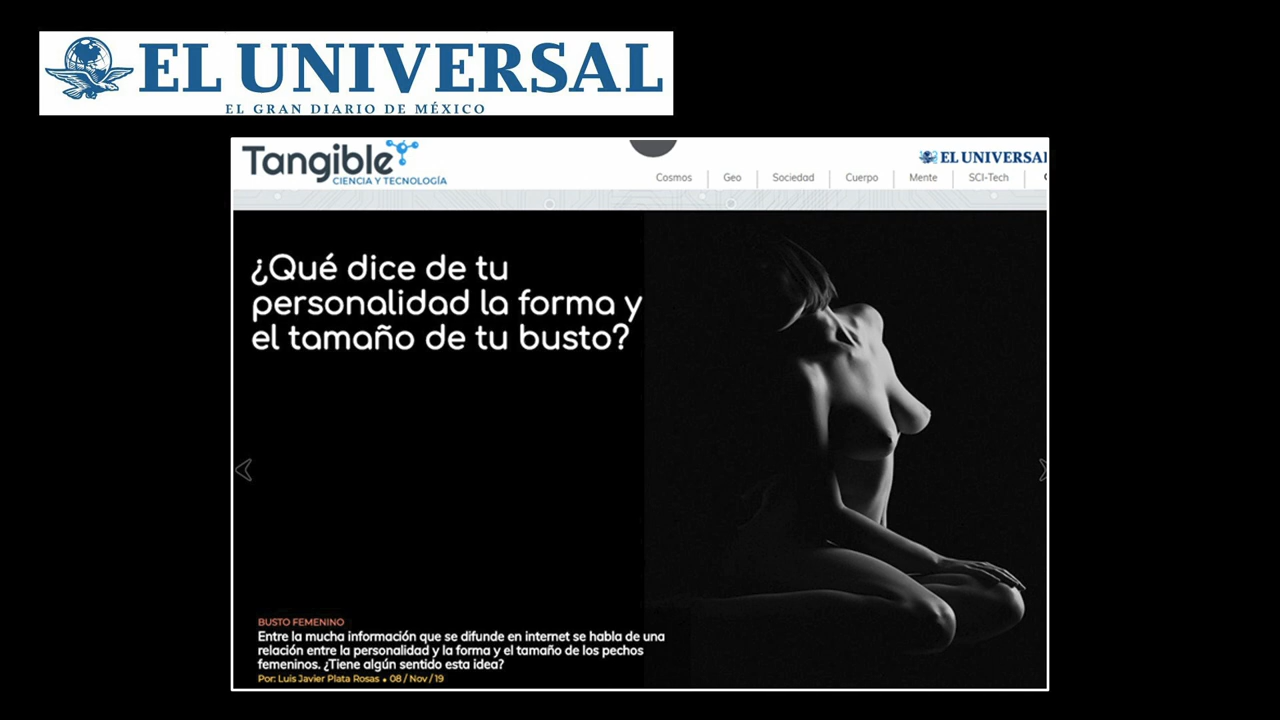 EL UNIVERSAL
EL GRAN DIARIO DE MÉXICO
Tangible
CIENCIA Y TECNOLOGÍA
EL UNIVERSAL
Cosmos
Geo
Sociedad
Cuerpo
Mente
SCI-Tech
¿Qué dice de tu
personalidad la forma y
el tamaño de tu busto?
BUSTO FEMENINO
Entre la mucha información que se difunde en internet se habla de una
relación entre la personalidad y la forma y el tamaño de los pechos
femeninos. ¿Tiene algún sentido esta idea?
Por: Luis Javier Plata Rosas • 08 / Nov / 19